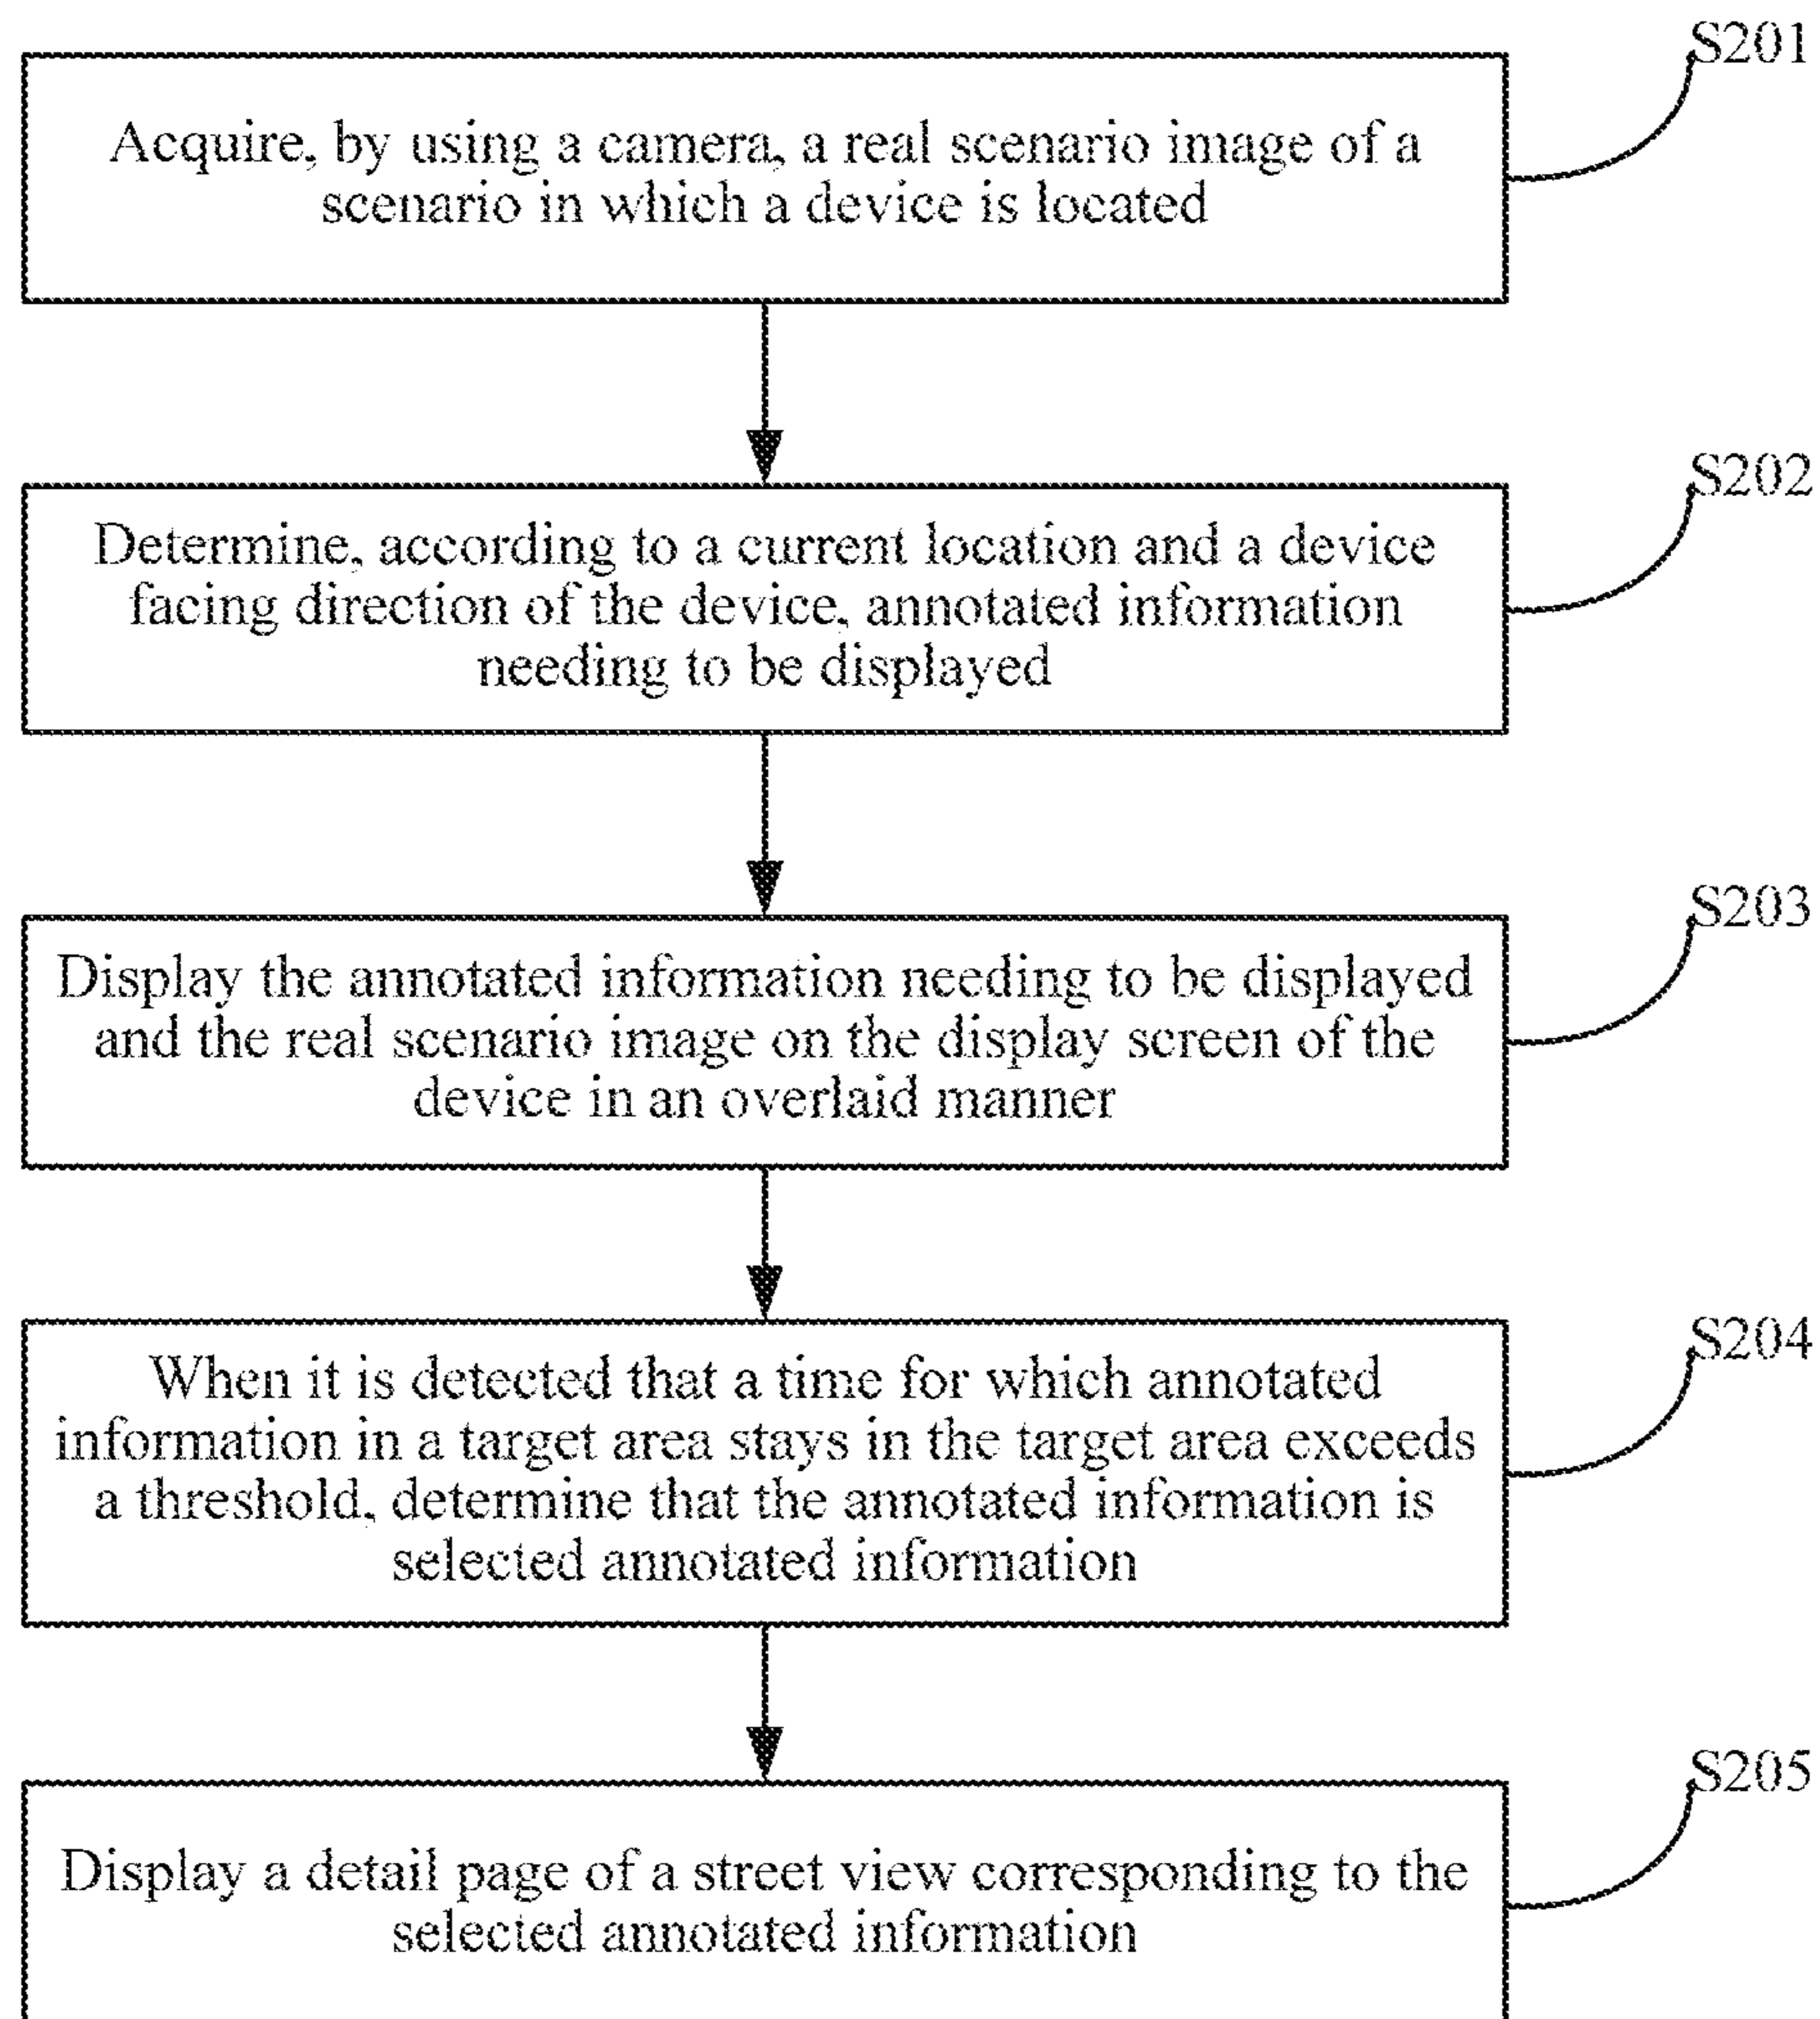 S201
Acquire, by using a camera, a real scenario image of a
scenario in which a device is located
S202
Determine, according to a current location and a device
facing direction of the device, annotated information
needing to be displayed
S203
Display the annotated information needing to be displayed
and the real scenario image on the display screen of the
device in an overlaid manner
S204
When it is detected that a time for which annotated
information in a target area stays in the target area exceeds
a threshold, determine that the annotated information is
selected annotated information
S205
Display a detail page of a street view corresponding to the
selected annotated information